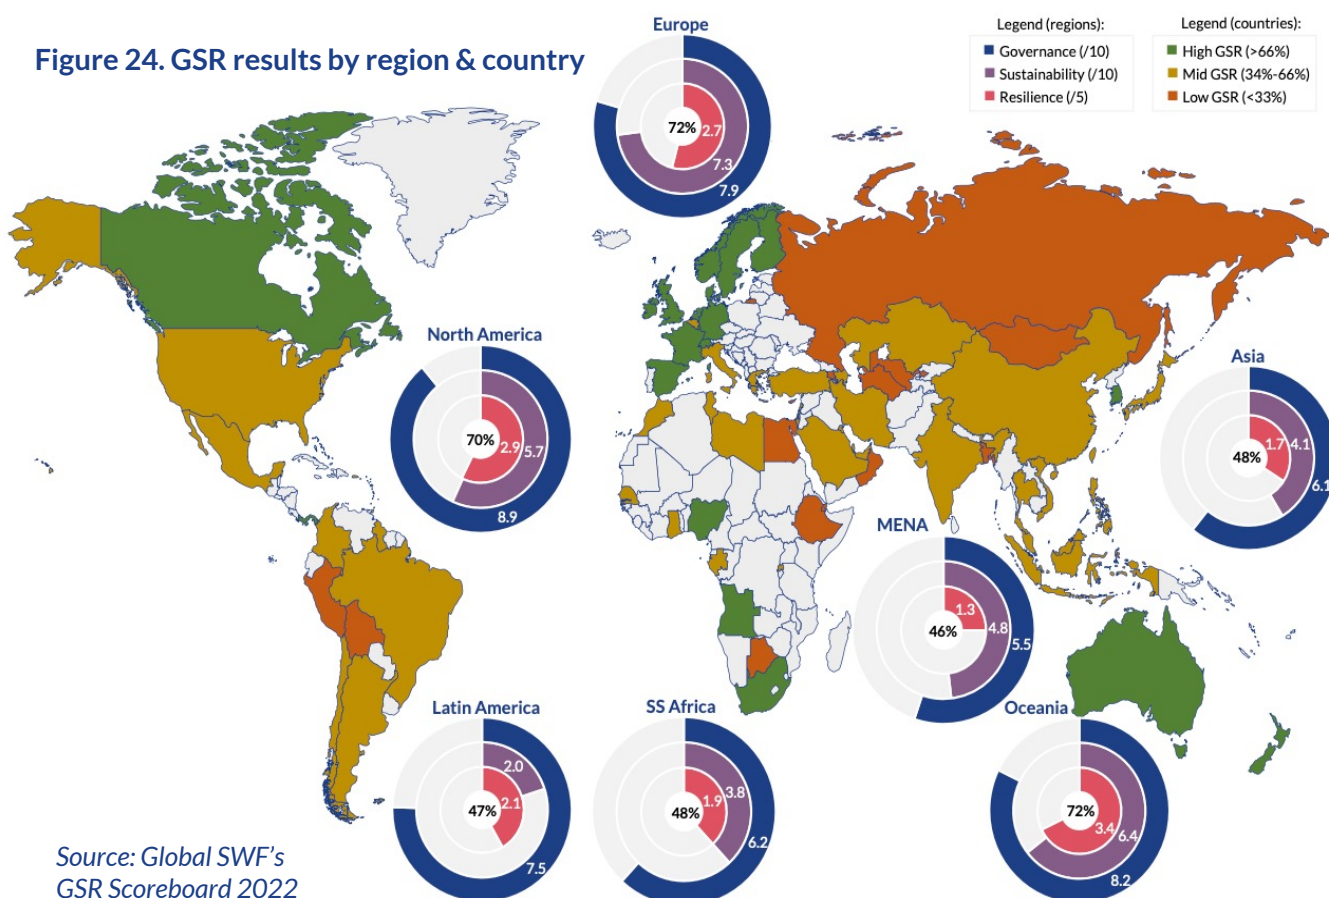 Figure 24. GSR results by region & country
Europe
72%
2.7
7.3
7.9
Legend (regions):
Governance (/10)
Sustainability (/10)
Resilience (/5)
Legend (countries):
High GSR (>66%)
Mid GSR (34%-66%)
Low GSR (<33%)
North America
70%
2.9
5.7
8.9
Asia
48%
1.7
4.1
6.1
MENA
46%
1.3
4.8
5.5
Latin America
47%
2.0
2.1
7.5
SS Africa
48%
1.9
3.8
6.2
Oceania
72%
3.4
6.4
8.2
Source: Global SWF's
GSR Scoreboard 2022